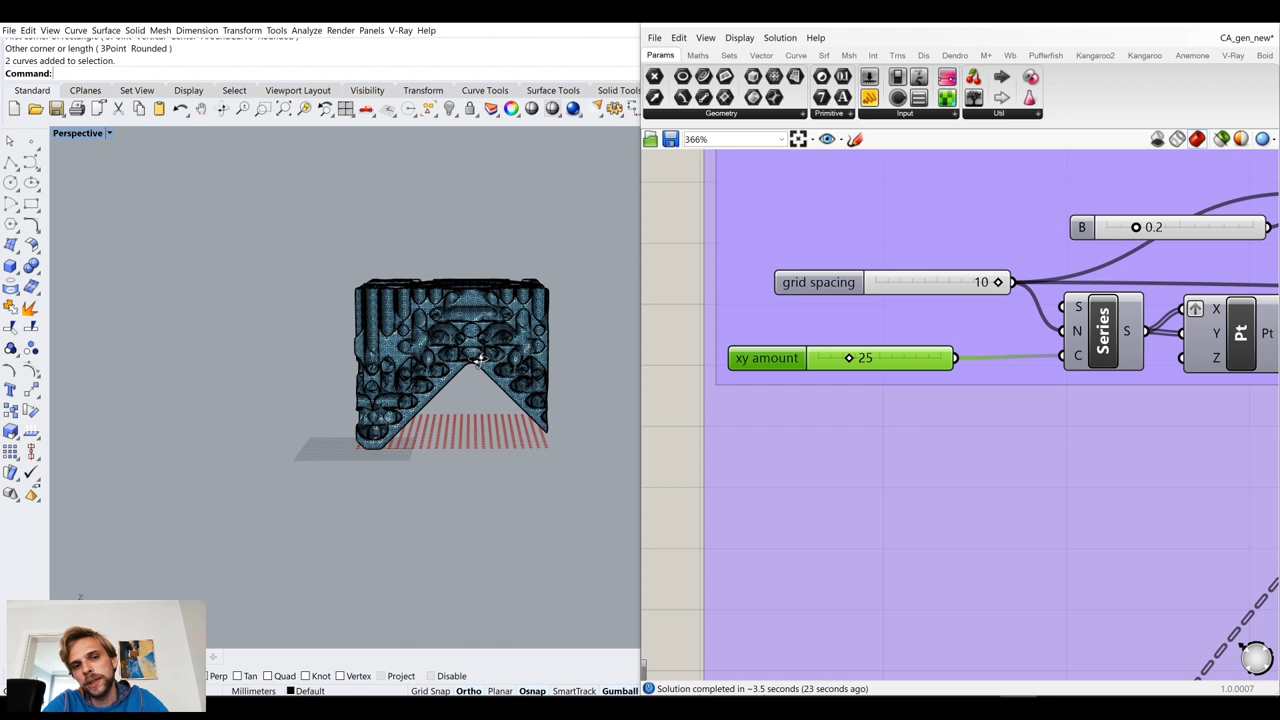 File Edit View Curve Surface Solid Mesh Dimension Transform Tools Analyze Render Panels V-Ray Help
Other coror or length ( 3Point Rounded )
2 curves added to selection.
Command:
Standard CPlanes Set View Display Select Viewport Layout Visibility Transform Curve Tools Surface Tools Solid Tools
Perspective
Perp Tan Quad Knot Vertex Project Disable
Millimeters Default Grid Snap Ortho Planar Osnap SmartTrack Gumball
File Edit View Display Solution Help CA_gen_new*
Params Maths Sets Vector Curve Srf Msh Int Trns Dis Dendro M+ Wb Pufferfish Kangaroo2 Kangaroo Anemone V-Ray Boid
Geometry Primitive Input Util
366%
B 0.2
grid spacing 10
S N C Series S
X Y Z Pt Pt
xy amount 25
Solution completed in ~3.5 seconds (23 seconds ago) 1.0.0007